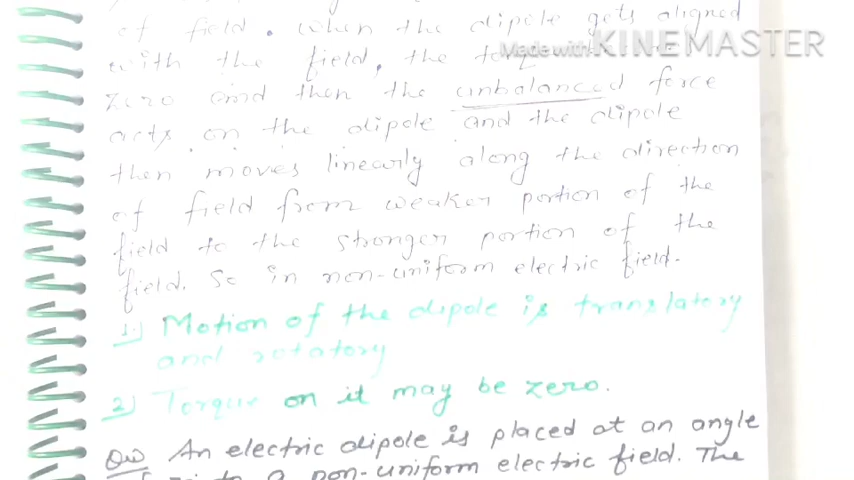 of field. when the dipole gets aligned
Made with KINEMASTER
with the field, the
zero and then the unbalanced force
acts on the dipole and the dipole
then moves linearly along the direction
of field from weaker portion of the
field to the stronger portion of the
field. So in non-uniform electric field.
1) Motion of the dipole is translatory
and rotatory
2) Torque on it may be zero.
Qus An electric dipole is placed at an angle
to a non-uniform electric field. The